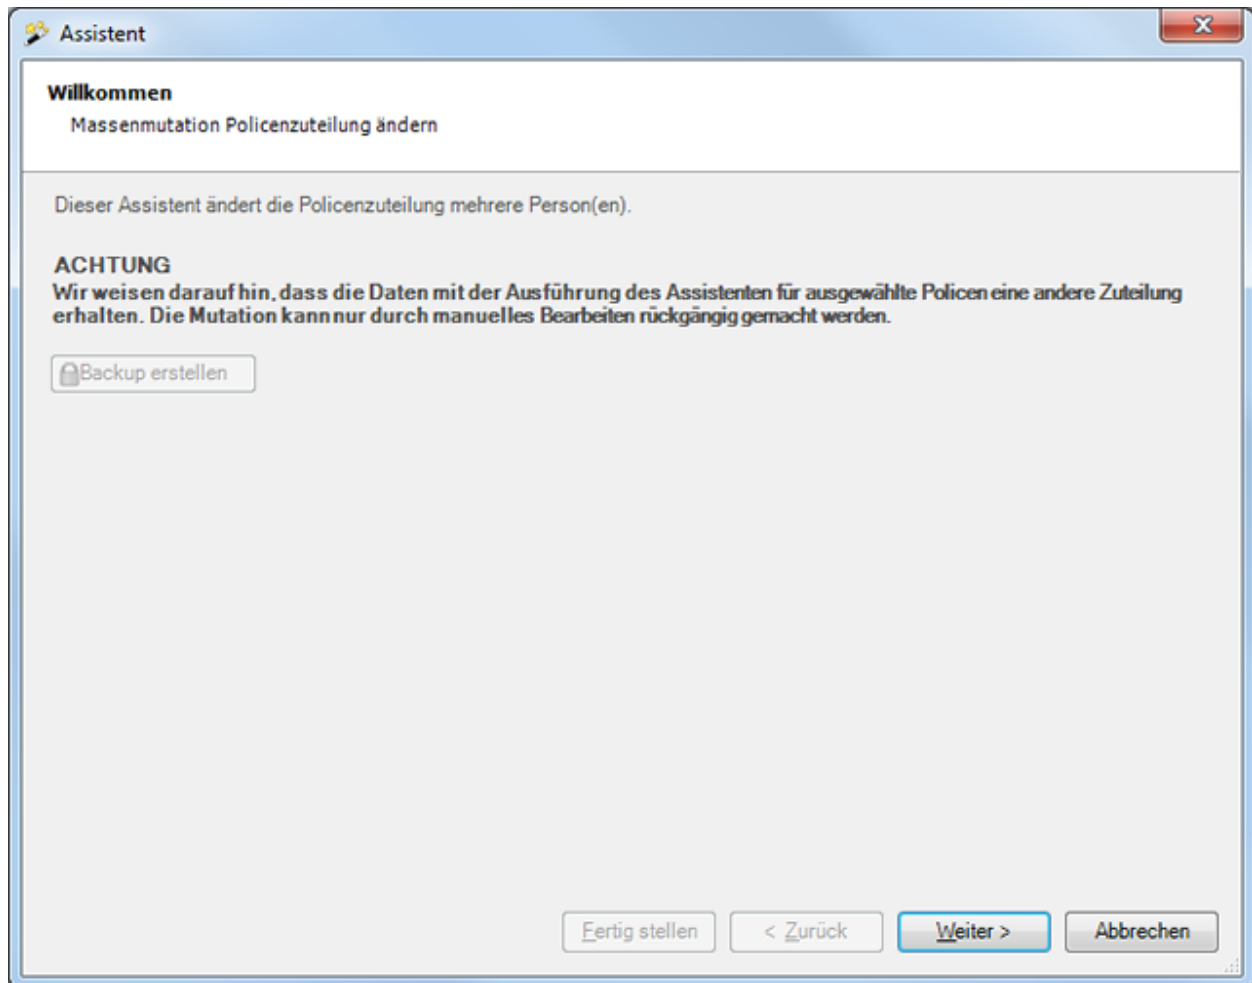 Assistent
Willkommen
Massenmutation Policenzuteilung ändern
Dieser Assistent ändert die Policenzuteilung mehrere Person(en).
ACHTUNG
Wir weisen darauf hin, dass die Daten mit der Ausführung des Assistenten für ausgewählte Policen eine andere Zuteilung
erhalten. Die Mutation kann nur durch manuelles Bearbeiten rückgängig gemacht werden.
Backup erstellen
Fertig stellen < Zurück Weiter > Abbrechen